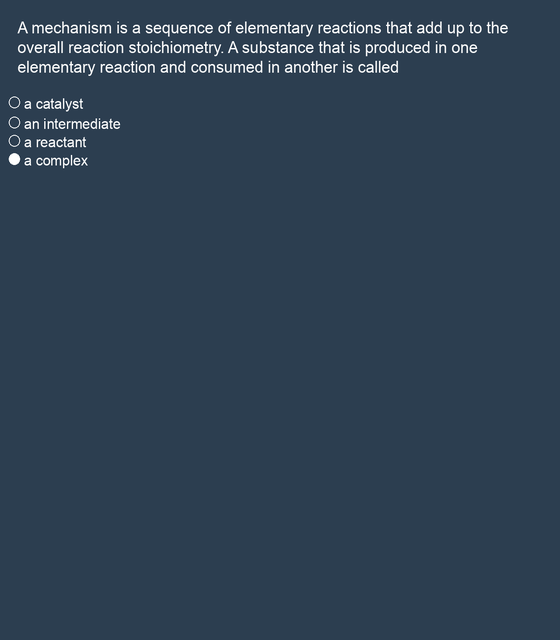 A mechanism is a sequence of elementary reactions that add up to the
overall reaction stoichiometry. A substance that is produced in one
elementary reaction and consumed in another is called
a catalyst
an intermediate
a reactant
a complex